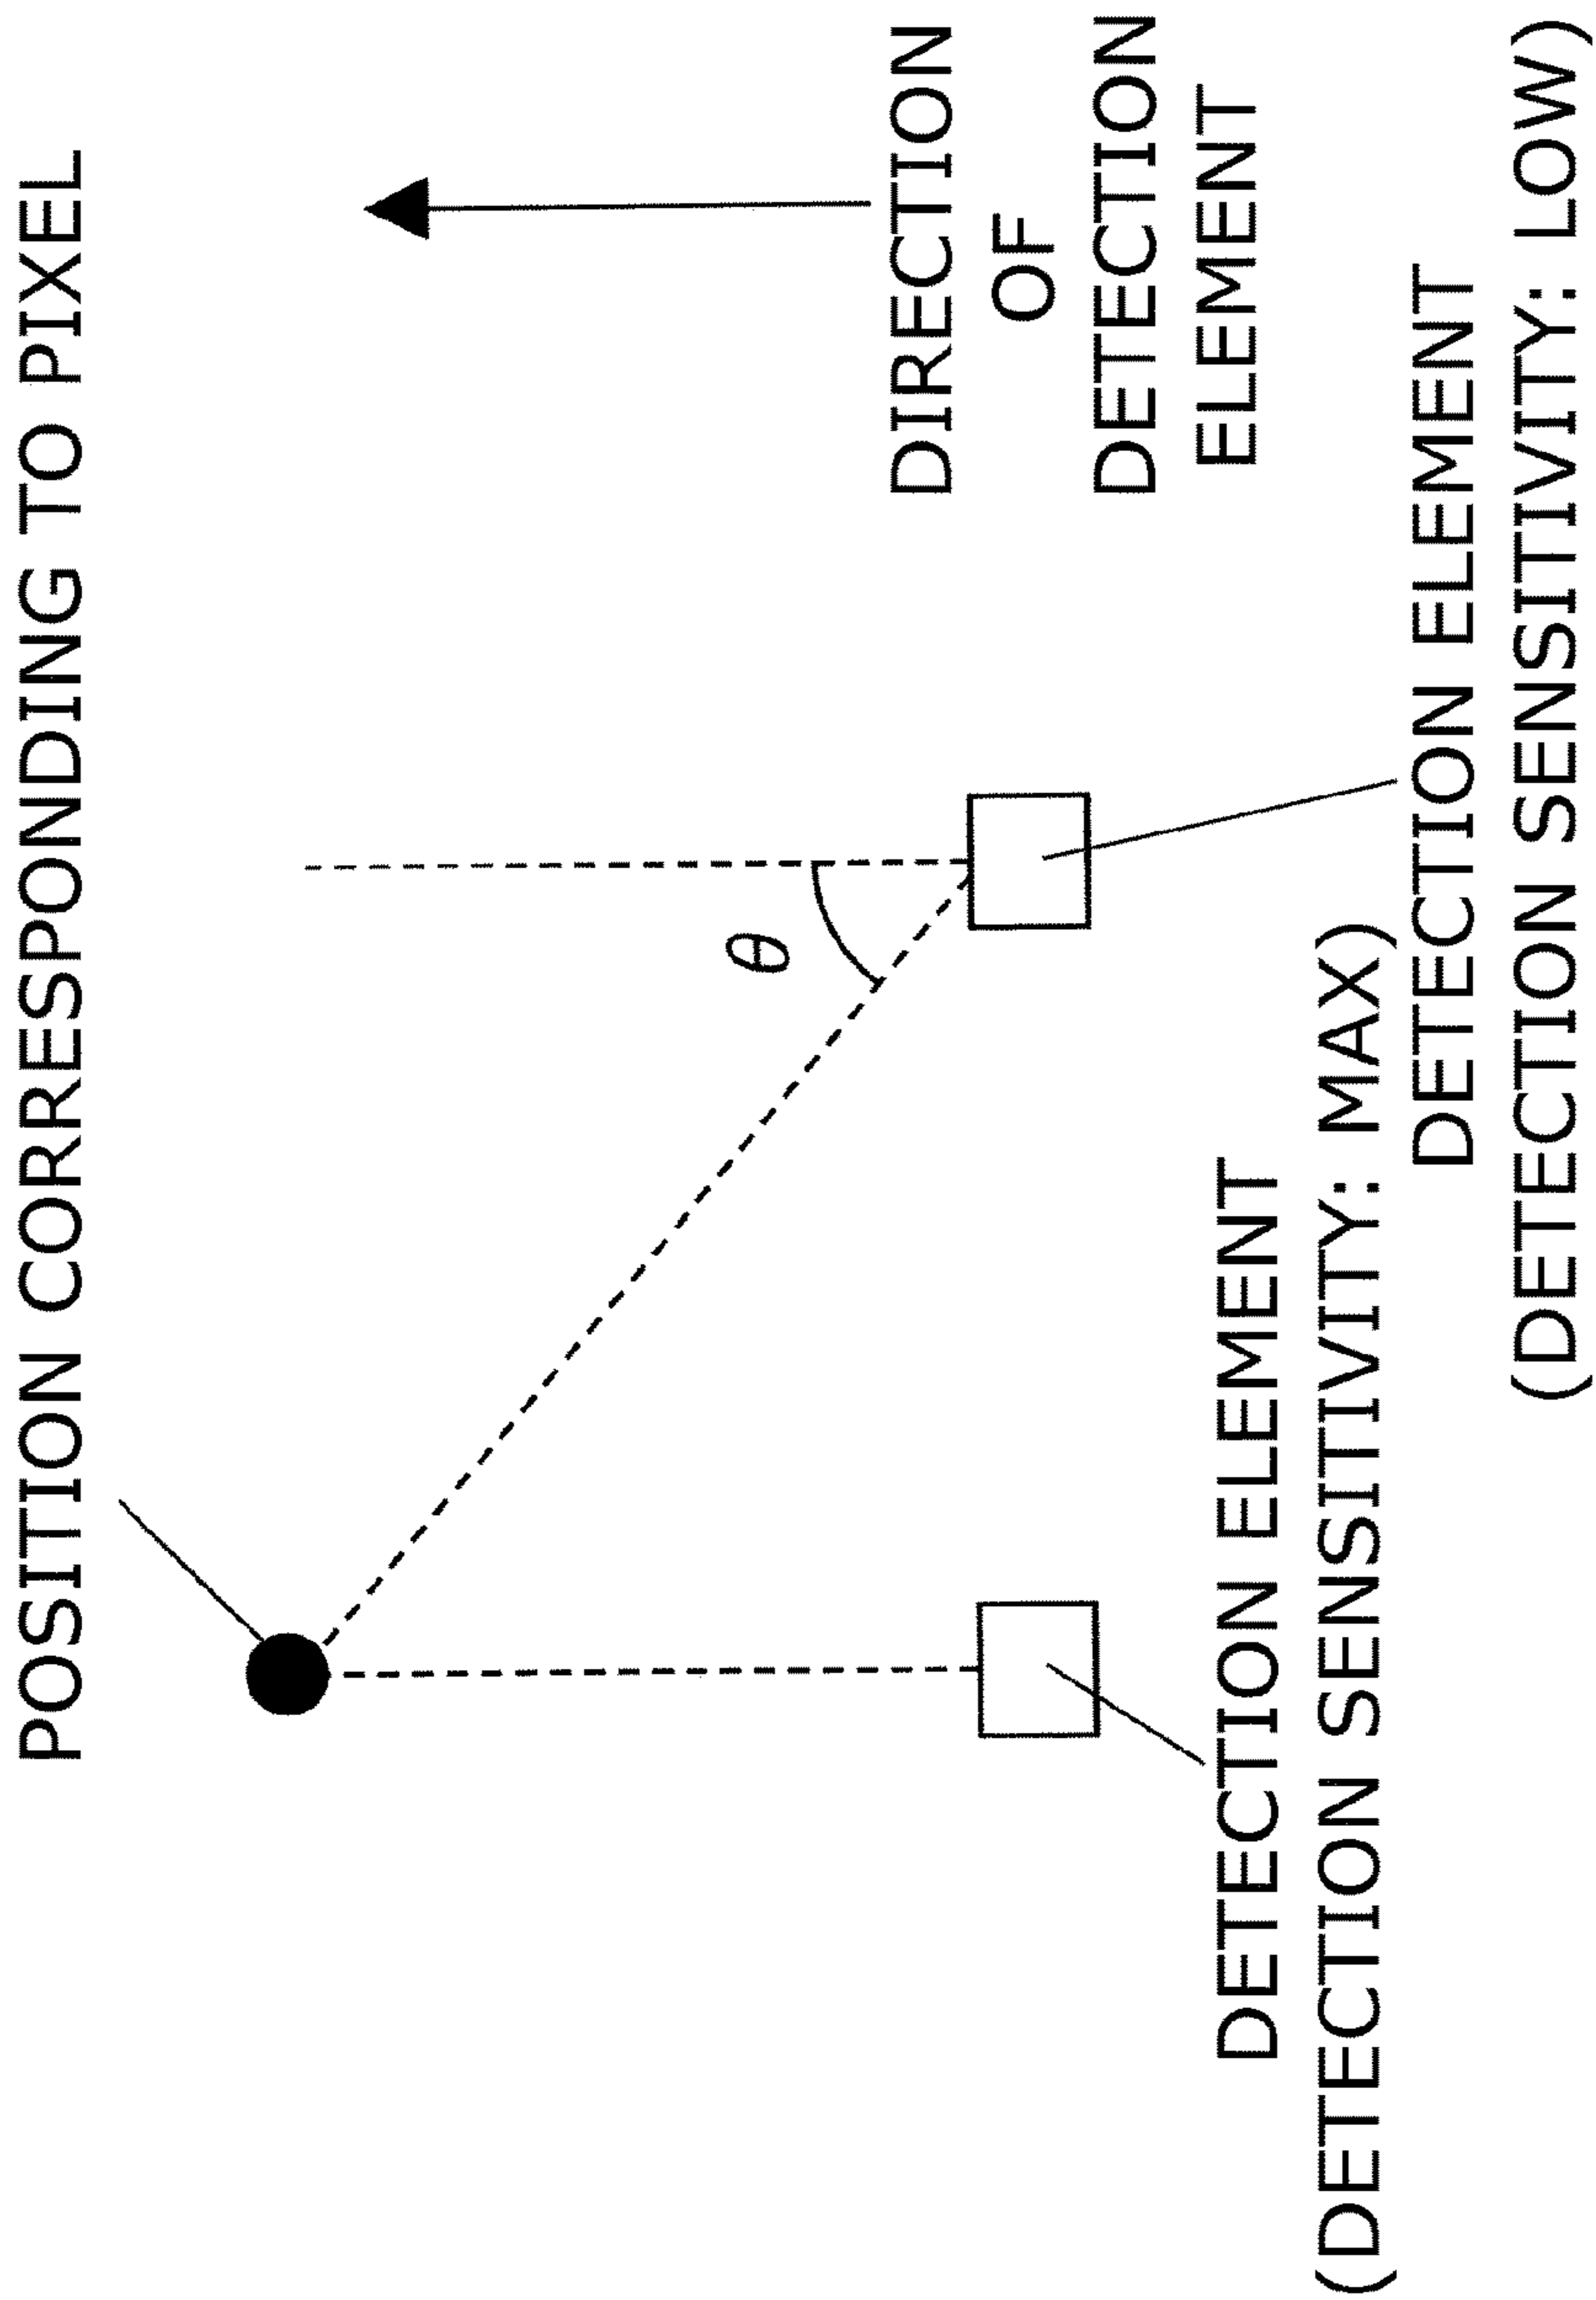 POSITION CORRESPONDING TO PIXEL
θ
DIRECTION
OF
DETECTION
ELEMENT
DETECTION ELEMENT
(DETECTION SENSITIVITY: MAX)
DETECTION ELEMENT
(DETECTION SENSITIVITY: LOW)